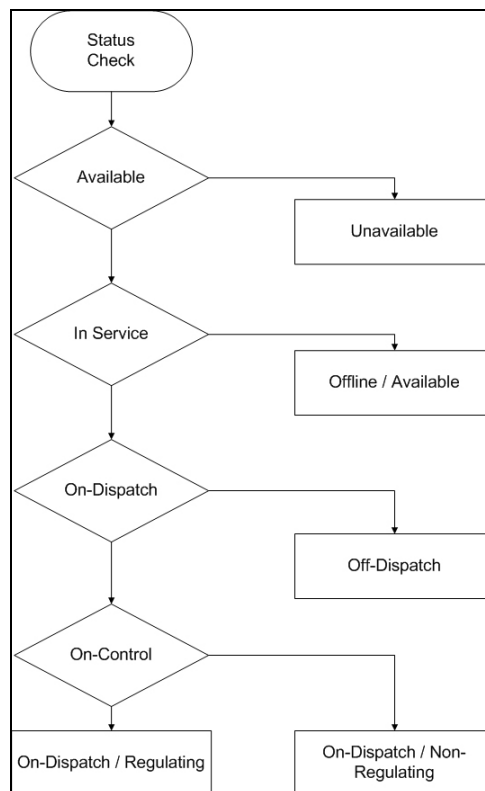 Status
Check
Available
Unavailable
In Service
Offline / Available
On-Dispatch
Off-Dispatch
On-Control
On-Dispatch / Regulating
On-Dispatch / Non-
Regulating